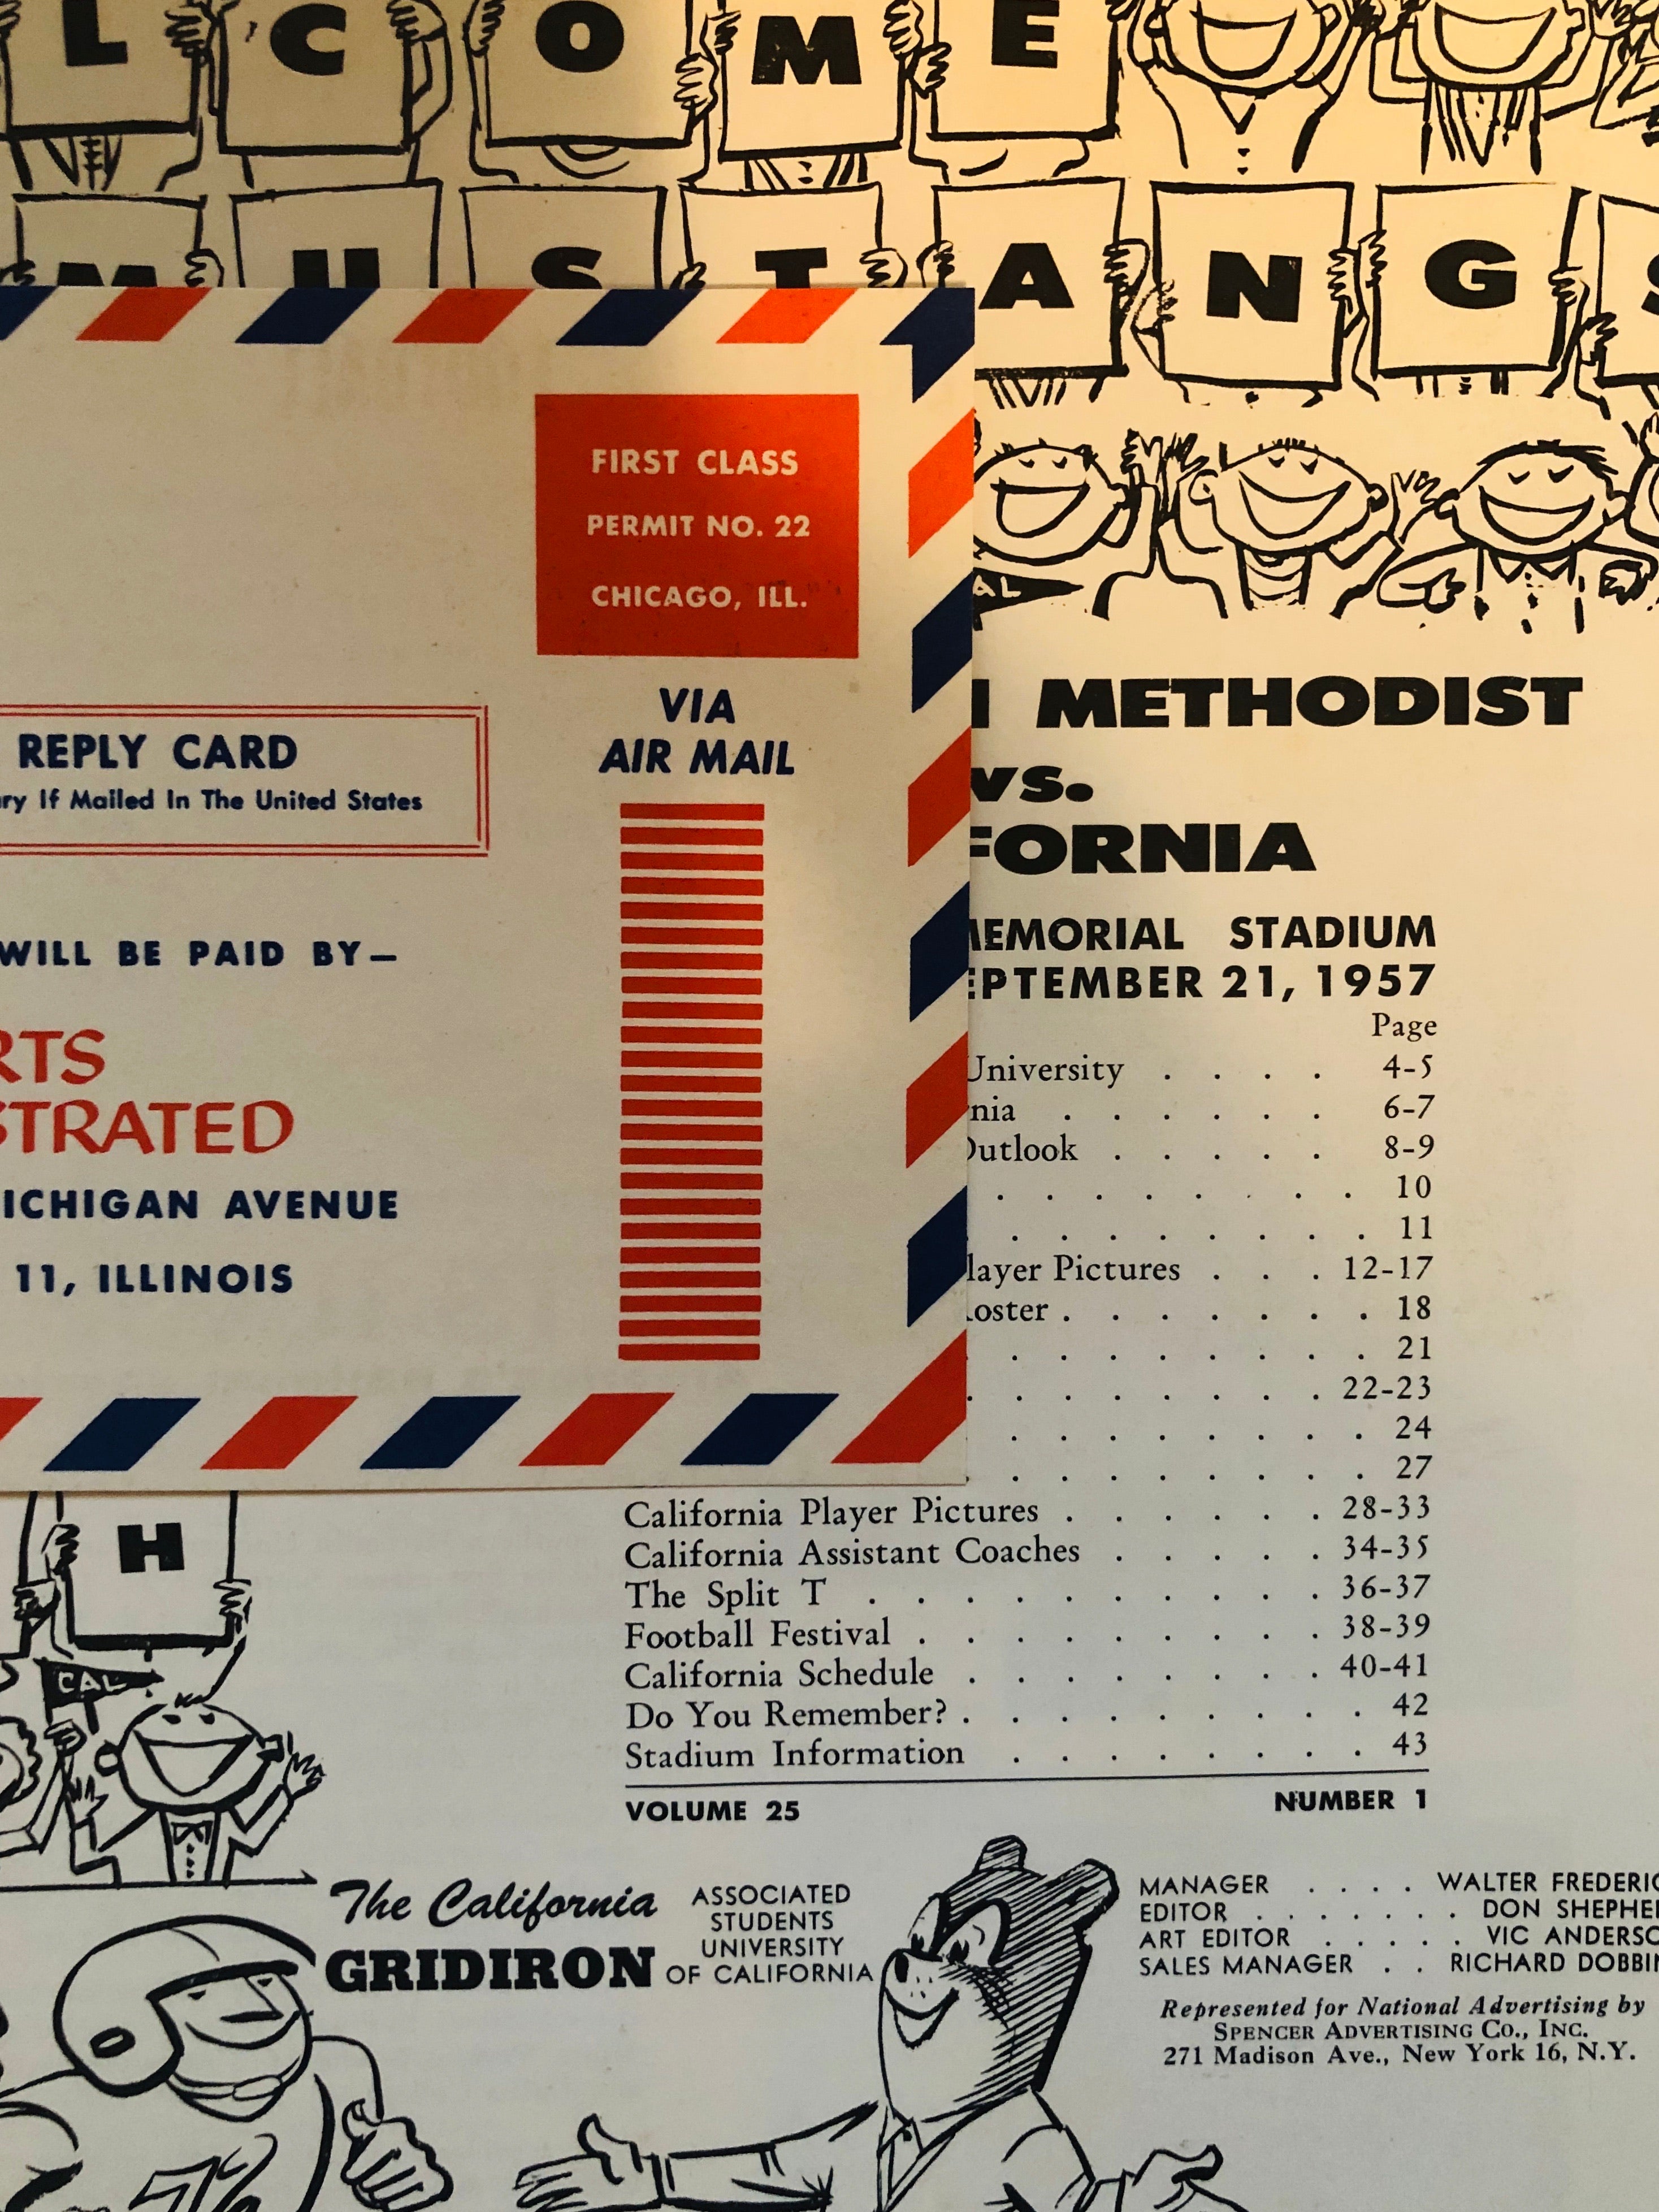 L C O M E
M U S T A N G S
FIRST CLASS
PERMIT NO. 22
CHICAGO, ILL.
VIA
AIR MAIL
REPLY CARD
ry If Mailed In The United States
WILL BE PAID BY—
RTS
STRATED
ICHIGAN AVENUE
11, ILLINOIS
AL
METHODIST
vs.
FORNIA
MEMORIAL STADIUM
EPTEMBER 21, 1957
Page
University . . . . 4-5
nia . . . . . . 6-7
Outlook . . . . . 8-9
. . . . . . . . 10
. . . . . . . . 11
layer Pictures . . . 12-17
oster . . . . . . . 18
. . . . . . . . . 21
. . . . . . . . 22-23
. . . . . . . . 24
. . . . . . . . . 27
California Player Pictures . . . . . . 28-33
California Assistant Coaches . . . . . 34-35
The Split T . . . . . . . . . . 36-37
Football Festival . . . . . . . . . 38-39
California Schedule . . . . . . . . 40-41
Do You Remember? . . . . . . . . . 42
Stadium Information . . . . . . . . 43
VOLUME 25 NUMBER 1
H
CAL
The California
GRIDIRON
ASSOCIATED
STUDENTS
UNIVERSITY
OF CALIFORNIA
MANAGER . . . . WALTER FREDERIC
EDITOR . . . . . . . DON SHEPHE
ART EDITOR . . . . . VIC ANDERSO
SALES MANAGER . . RICHARD DOBBI
Represented for National Advertising by
SPENCER ADVERTISING CO., INC.
271 Madison Ave., New York 16, N.Y.